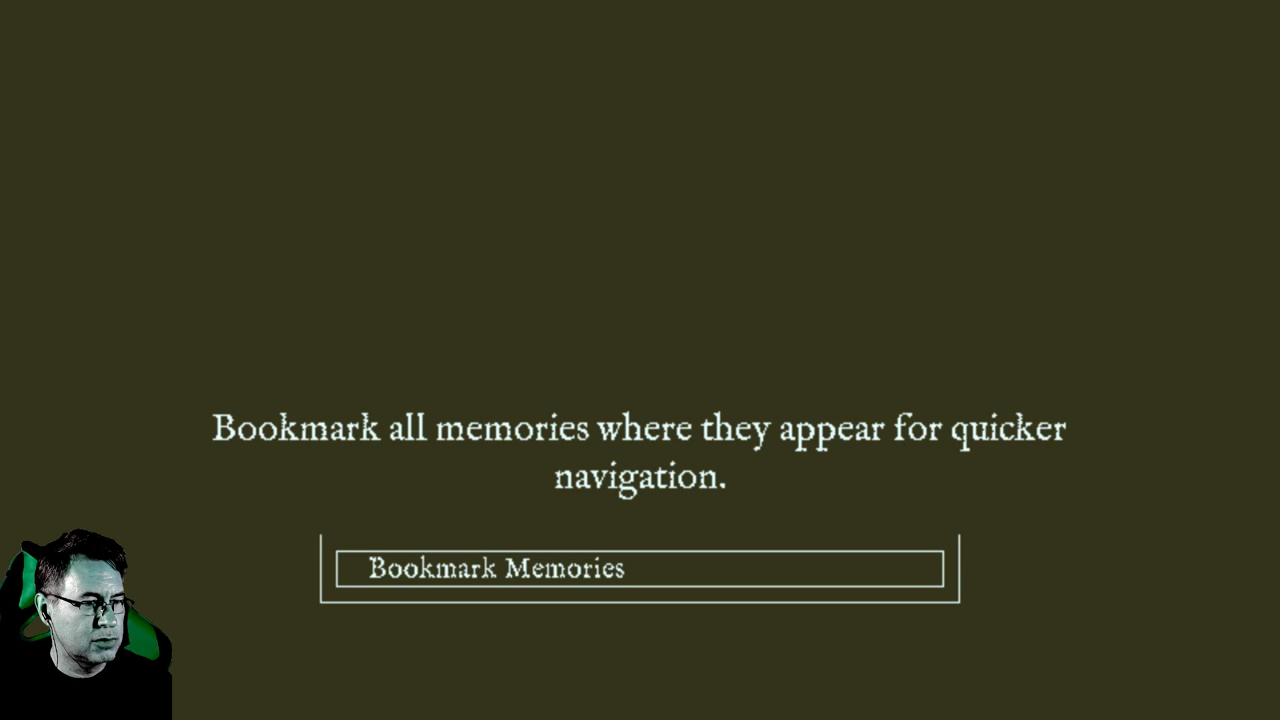 Bookmark all memories where they appear for quicker
navigation.
Bookmark Memories